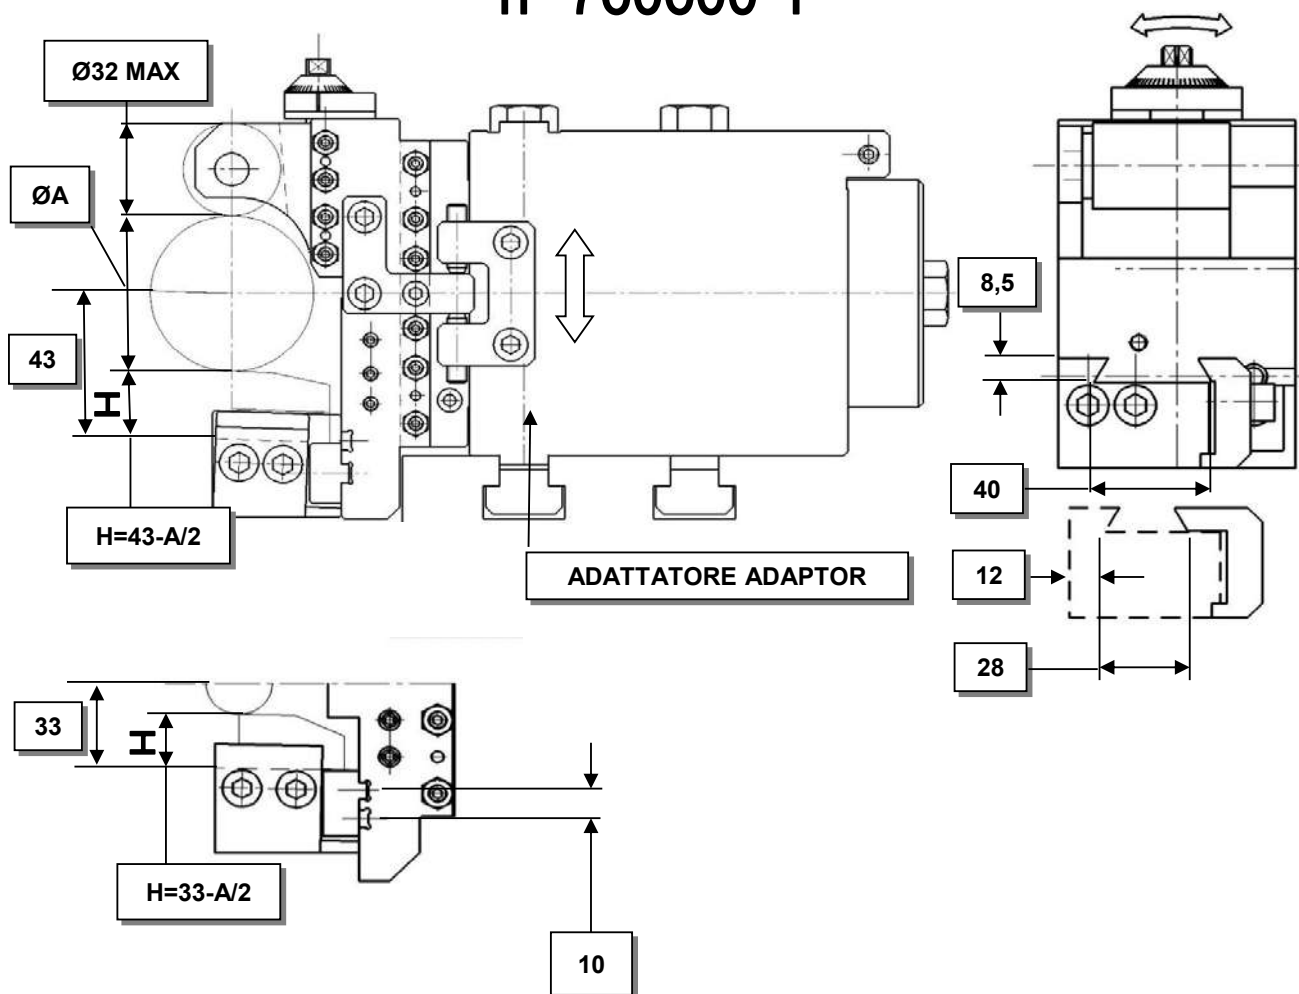 Ø32 MAX
ØA
43
H
H=43-A/2
ADATTATORE ADAPTOR
8,5
40
12
28
33
H
H=33-A/2
10